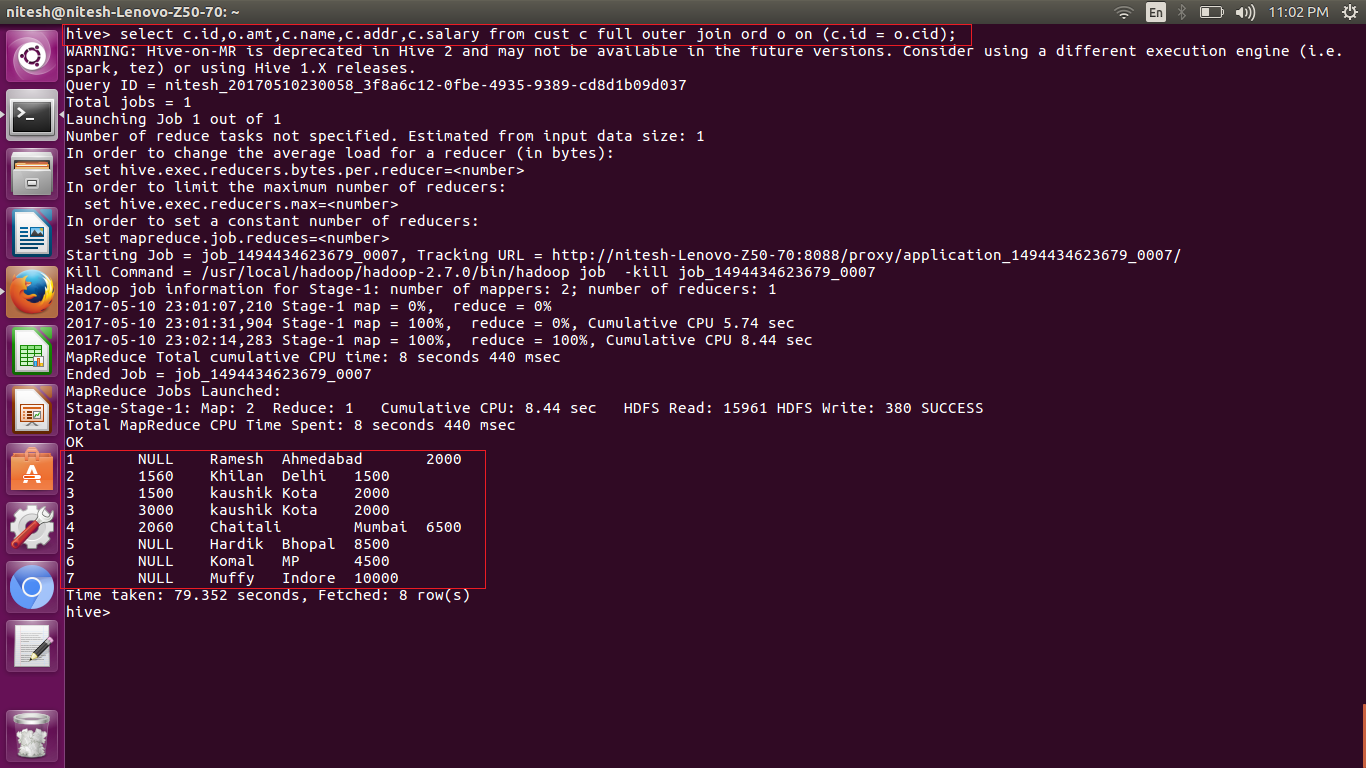 nitesh@nitesh-Lenovo-Z50-70: ~
En
11:02 PM
hive> select c.id,o.amt,c.name,c.addr,c.salary from cust c full outer join ord o on (c.id = o.cid);
WARNING: Hive-on-MR is deprecated in Hive 2 and may not be available in the future versions. Consider using a different execution engine (i.e.
spark, tez) or using Hive 1.X releases.
Query ID = nitesh_20170510230058_3f8a6c12-0fbe-4935-9389-cd8d1b09d037
Total jobs = 1
Launching Job 1 out of 1
Number of reduce tasks not specified. Estimated from input data size: 1
In order to change the average load for a reducer (in bytes):
  set hive.exec.reducers.bytes.per.reducer=<number>
In order to limit the maximum number of reducers:
  set hive.exec.reducers.max=<number>
In order to set a constant number of reducers:
  set mapreduce.job.reduces=<number>
Starting Job = job_1494434623679_0007, Tracking URL = http://nitesh-Lenovo-Z50-70:8088/proxy/application_1494434623679_0007/
Kill Command = /usr/local/hadoop/hadoop-2.7.0/bin/hadoop job  -kill job_1494434623679_0007
Hadoop job information for Stage-1: number of mappers: 2; number of reducers: 1
2017-05-10 23:01:07,210 Stage-1 map = 0%,  reduce = 0%
2017-05-10 23:01:31,904 Stage-1 map = 100%,  reduce = 0%, Cumulative CPU 5.74 sec
2017-05-10 23:02:14,283 Stage-1 map = 100%,  reduce = 100%, Cumulative CPU 8.44 sec
MapReduce Total cumulative CPU time: 8 seconds 440 msec
Ended Job = job_1494434623679_0007
MapReduce Jobs Launched:
Stage-Stage-1: Map: 2  Reduce: 1   Cumulative CPU: 8.44 sec   HDFS Read: 15961 HDFS Write: 380 SUCCESS
Total MapReduce CPU Time Spent: 8 seconds 440 msec
OK
1       NULL    Ramesh  Ahmedabad       2000
2       1560    Khilan  Delhi   1500
3       1500    kaushik Kota    2000
3       3000    kaushik Kota    2000
4       2060    Chaitali        Mumbai  6500
5       NULL    Hardik  Bhopal  8500
6       NULL    Komal   MP      4500
7       NULL    Muffy   Indore  10000
Time taken: 79.352 seconds, Fetched: 8 row(s)
hive>